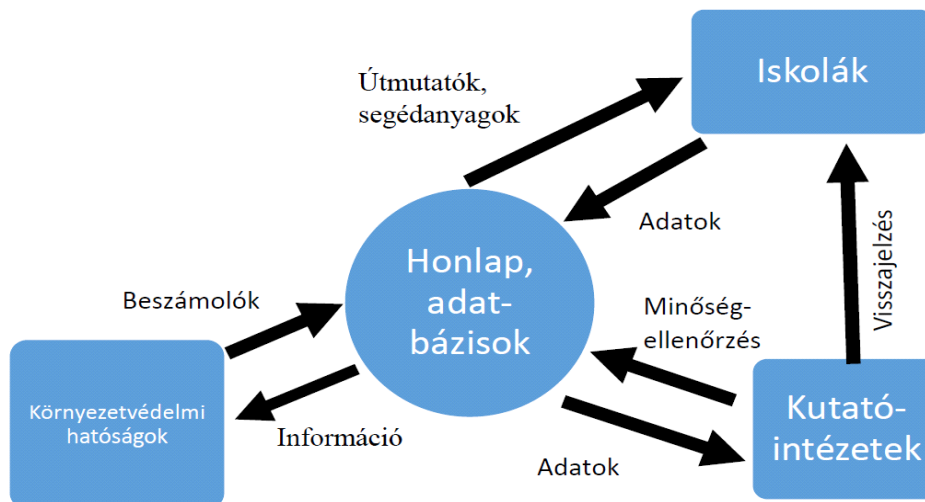 Iskolák
Útmutatók,
segédanyagok
Adatok
Visszajelzés
Honlap,
adat-
bázisok
Beszámolók
Minőség-
ellenőrzés
Környezetvédelmi
hatóságok
Információ
Adatok
Kutató-
intézetek